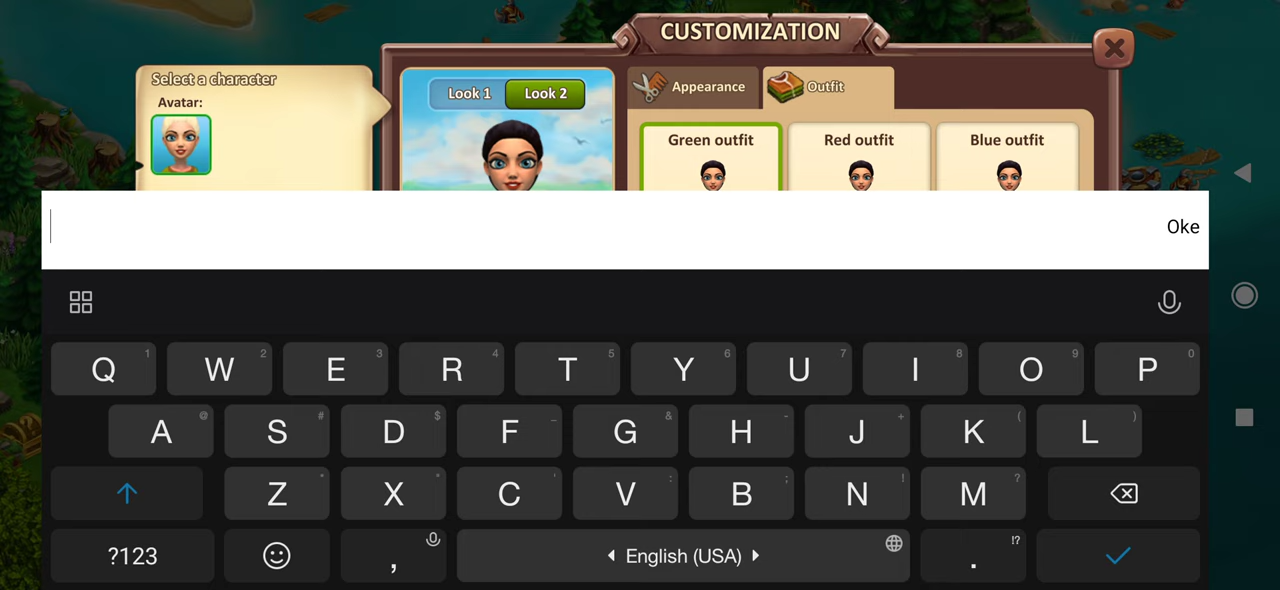 CUSTOMIZATION
Select a character
Avatar:
Look 1 Look 2
Appearance Outfit
Green outfit Red outfit Blue outfit
Oke
Q 1 W 2 E 3 R 4 T 5 Y 6 U 7 I 8 O 9 P 0
A @ S # D $ F _ G & H - J + K ( L )
Z X C ' V : B ; N ! M ?
?123 , English (USA) . !?